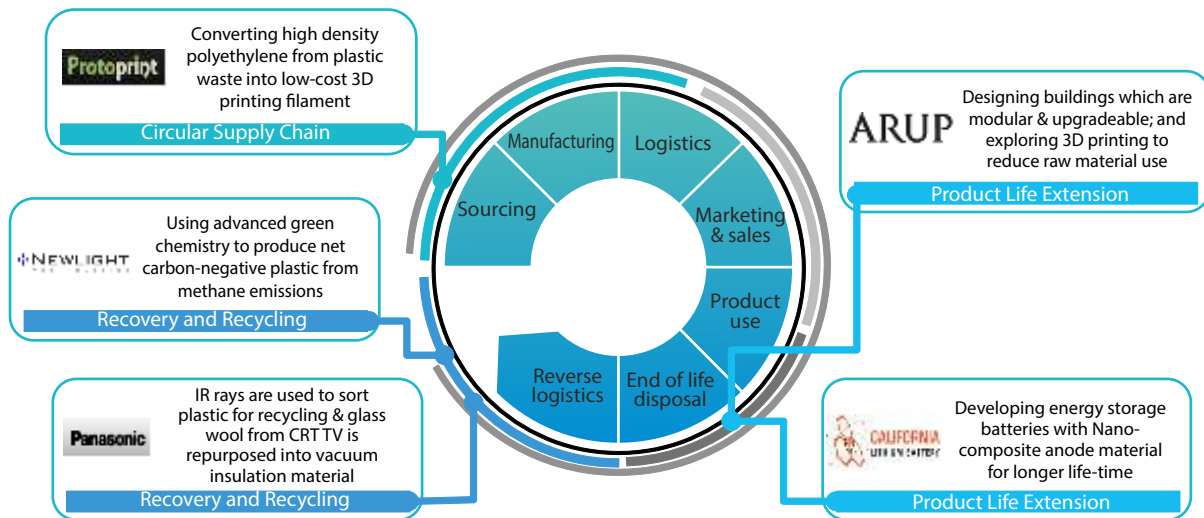 Protoprint
Converting high density
polyethylene from plastic
waste into low-cost 3D
printing filament
Circular Supply Chain
NEWLIGHT
Using advanced green
chemistry to produce net
carbon-negative plastic from
methane emissions
Recovery and Recycling
Panasonic
IR rays are used to sort
plastic for recycling & glass
wool from CRT TV is
repurposed into vacuum
insulation material
Recovery and Recycling
Manufacturing
Logistics
Sourcing
Marketing
& sales
Product
use
Reverse
logistics
End of life
disposal
ARUP
Designing buildings which are
modular & upgradeable; and
exploring 3D printing to
reduce raw material use
Product Life Extension
CALIFORNIA
LITHIUM BATTERY
Developing energy storage
batteries with Nano-
composite anode material
for longer life-time
Product Life Extension